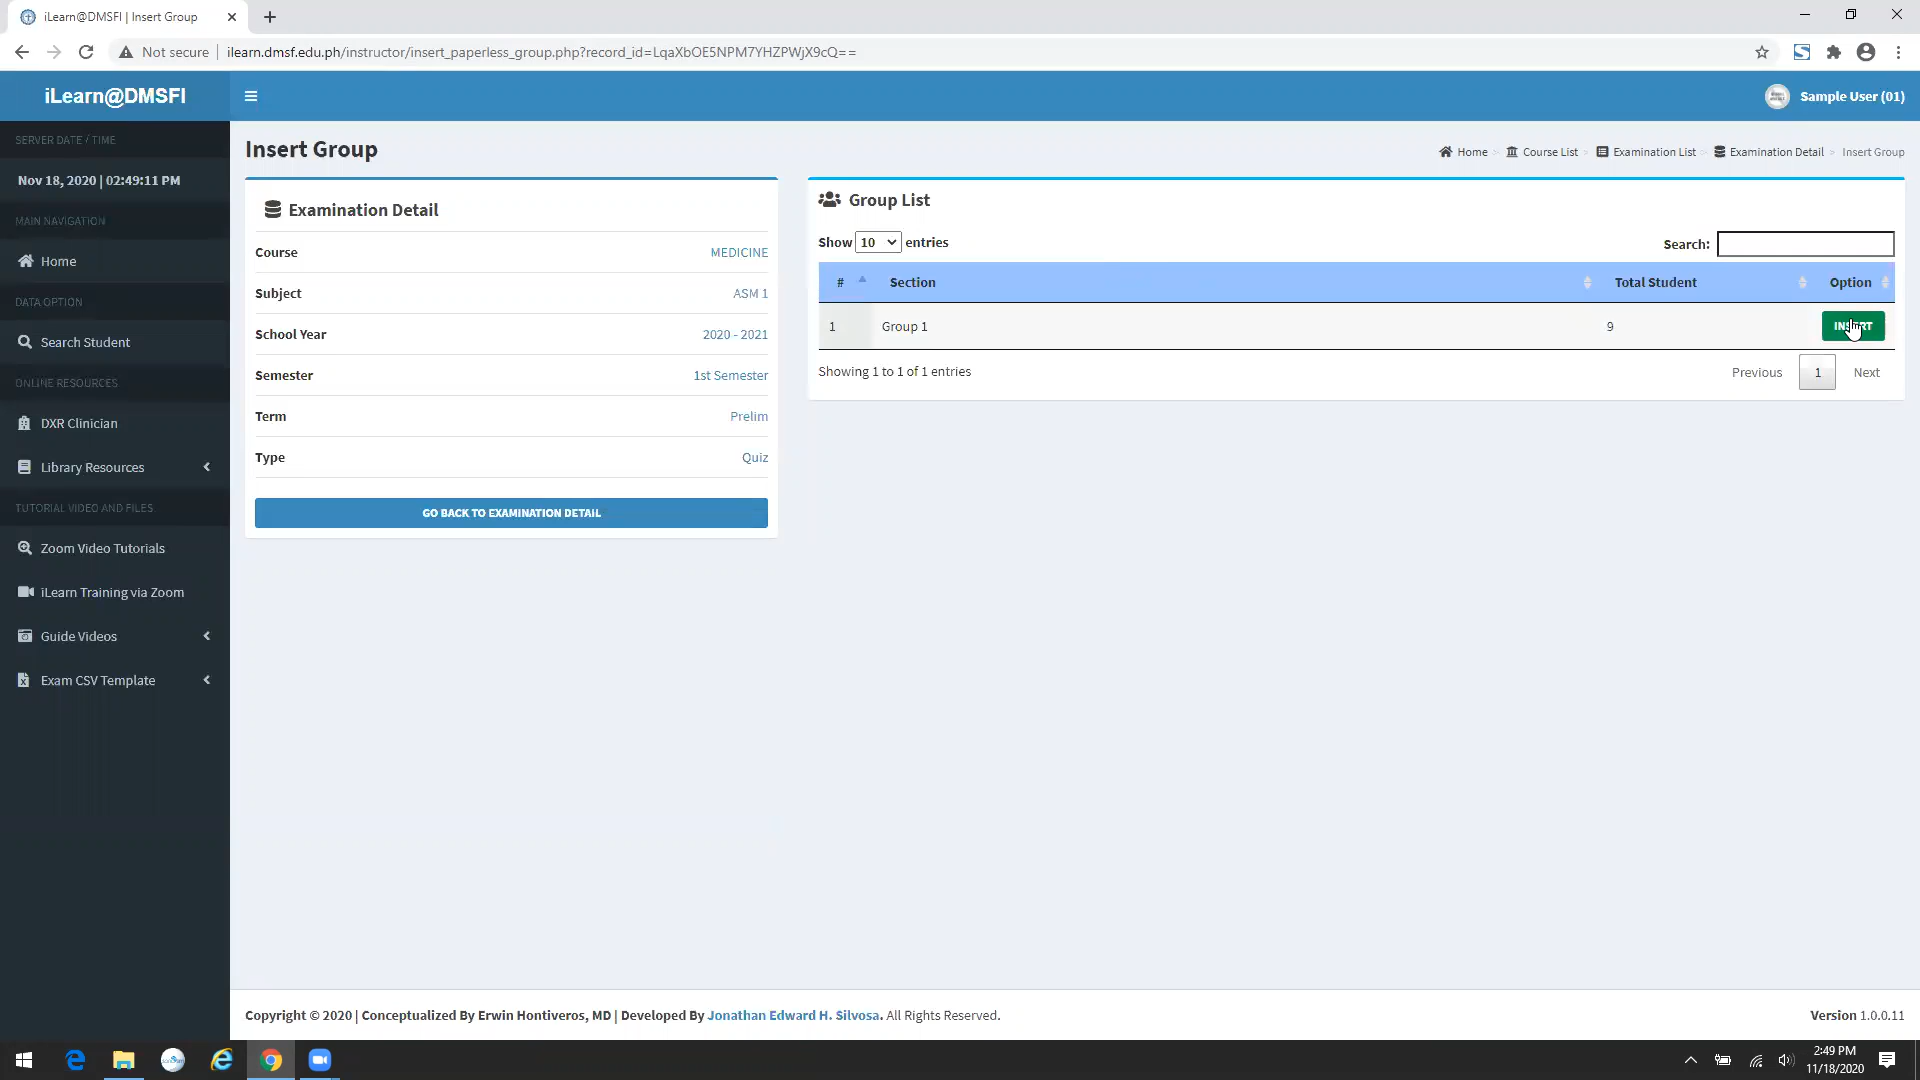 iLearn@DMSFI | Insert Group
Not secure ilearn.dmsf.edu.ph/instructor/insert_paperless_group.php?record_id=LqaXbOE5NPM7YHZPWjX9cQ==
iLearn@DMSFI
Sample User (01)
SERVER DATE / TIME
Nov 18, 2020 | 02:49:11 PM
MAIN NAVIGATION
Home
DATA OPTION
Search Student
ONLINE RESOURCES
DXR Clinician
Library Resources
TUTORIAL VIDEO AND FILES
Zoom Video Tutorials
iLearn Training via Zoom
Guide Videos
Exam CSV Template
Insert Group
Home > Course List > Examination List > Examination Detail > Insert Group
Examination Detail
Course MEDICINE
Subject ASM 1
School Year 2020 - 2021
Semester 1st Semester
Term Prelim
Type Quiz
GO BACK TO EXAMINATION DETAIL
Group List
Show 10 entries Search:
# Section Total Student Option
1 Group 1 9 INSERT
Showing 1 to 1 of 1 entries Previous 1 Next
Copyright © 2020 | Conceptualized By Erwin Hontiveros, MD | Developed By Jonathan Edward H. Silvosa. All Rights Reserved. Version 1.0.0.11
2:49 PM
11/18/2020